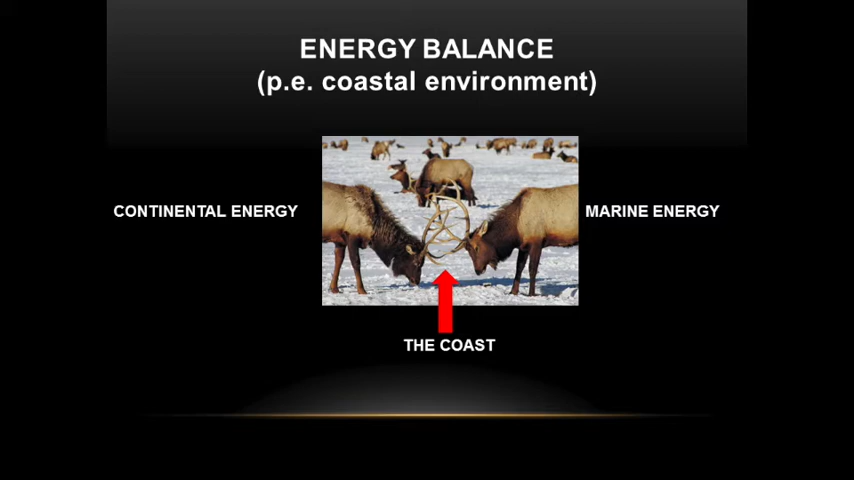 ENERGY BALANCE
(p.e. coastal environment)
CONTINENTAL ENERGY
MARINE ENERGY
THE COAST